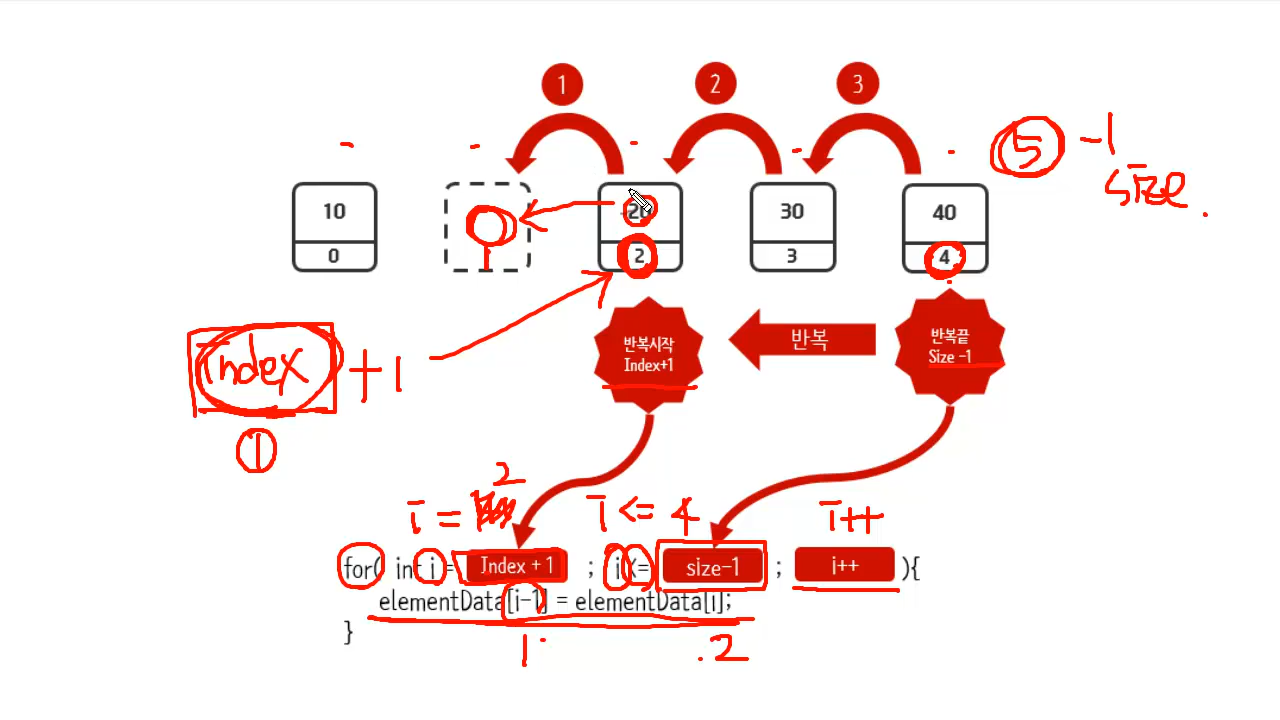 1 2 3
5 -1
size.
10 20 30 40
0 1 2 3 4
반복시작
Index+1
반복
반복끝
Size -1
index +1
1
2
i = i <= 4 i++
for( int i = Index + 1 ; i <= size-1 ; i++ ){
elementData[i-1] = elementData[i];
}
1 2